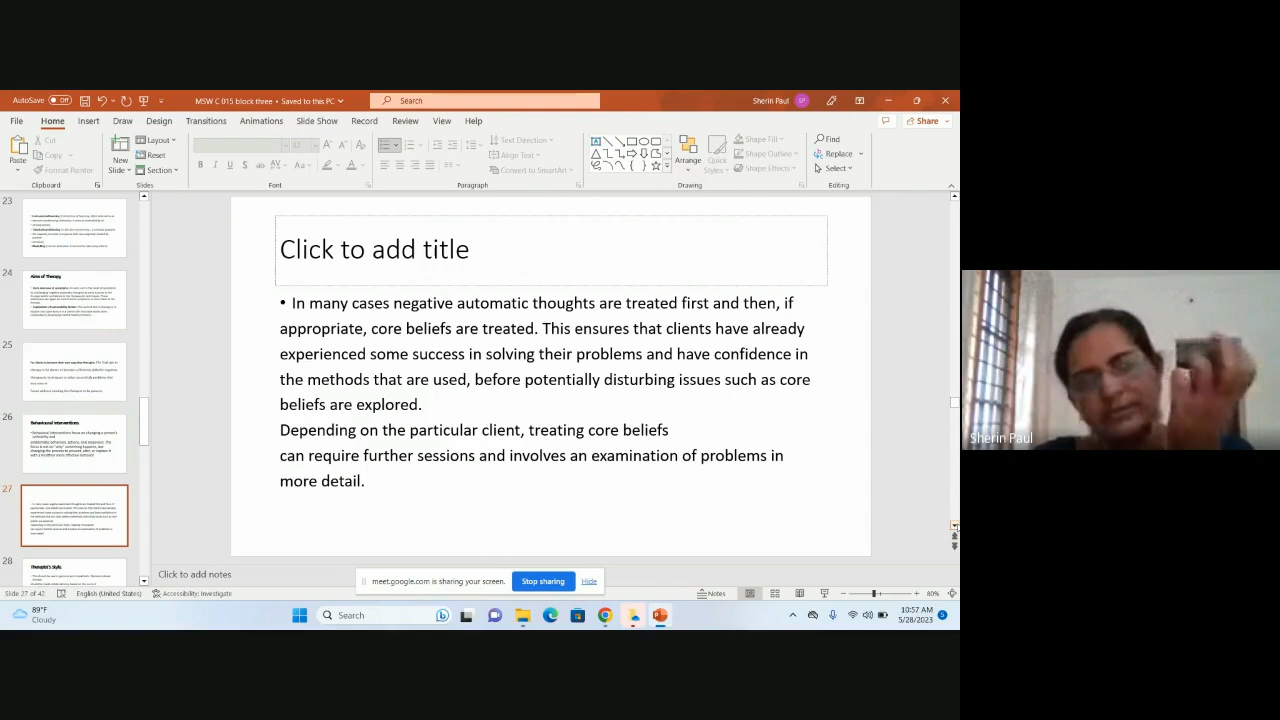 AutoSave Off MSW C 015 block three • Saved to this PC Search Sherin Paul SP
File Home Insert Draw Design Transitions Animations Slide Show Record Review View Help Share
Paste Cut Copy Format Painter
Clipboard
New Slide Layout Reset Section
Slides
B I U S ab AV Aa A
Font
Text Direction Align Text Convert to SmartArt
Paragraph
Arrange Quick Styles Shape Fill Shape Outline Shape Effects
Drawing
Find Replace Select
Editing
23
24
Aims of Therapy
25
26
Behavioural Interventions
27
28
Therapist's Style
Click to add title
• In many cases negative automatic thoughts are treated first and then, if
appropriate, core beliefs are treated. This ensures that clients have already
experienced some success in solving their problems and have confidence in
the methods that are used, before potentially disturbing issues such as core
beliefs are explored.
Depending on the particular client, treating core beliefs
can require further sessions and involves an examination of problems in
more detail.
Sherin Paul
Click to add notes
meet.google.com is sharing your screen. Stop sharing Hide
Slide 27 of 42 English (United States) Accessibility: Investigate Notes 80%
89°F
Cloudy
Search
10:57 AM
5/28/2023
5